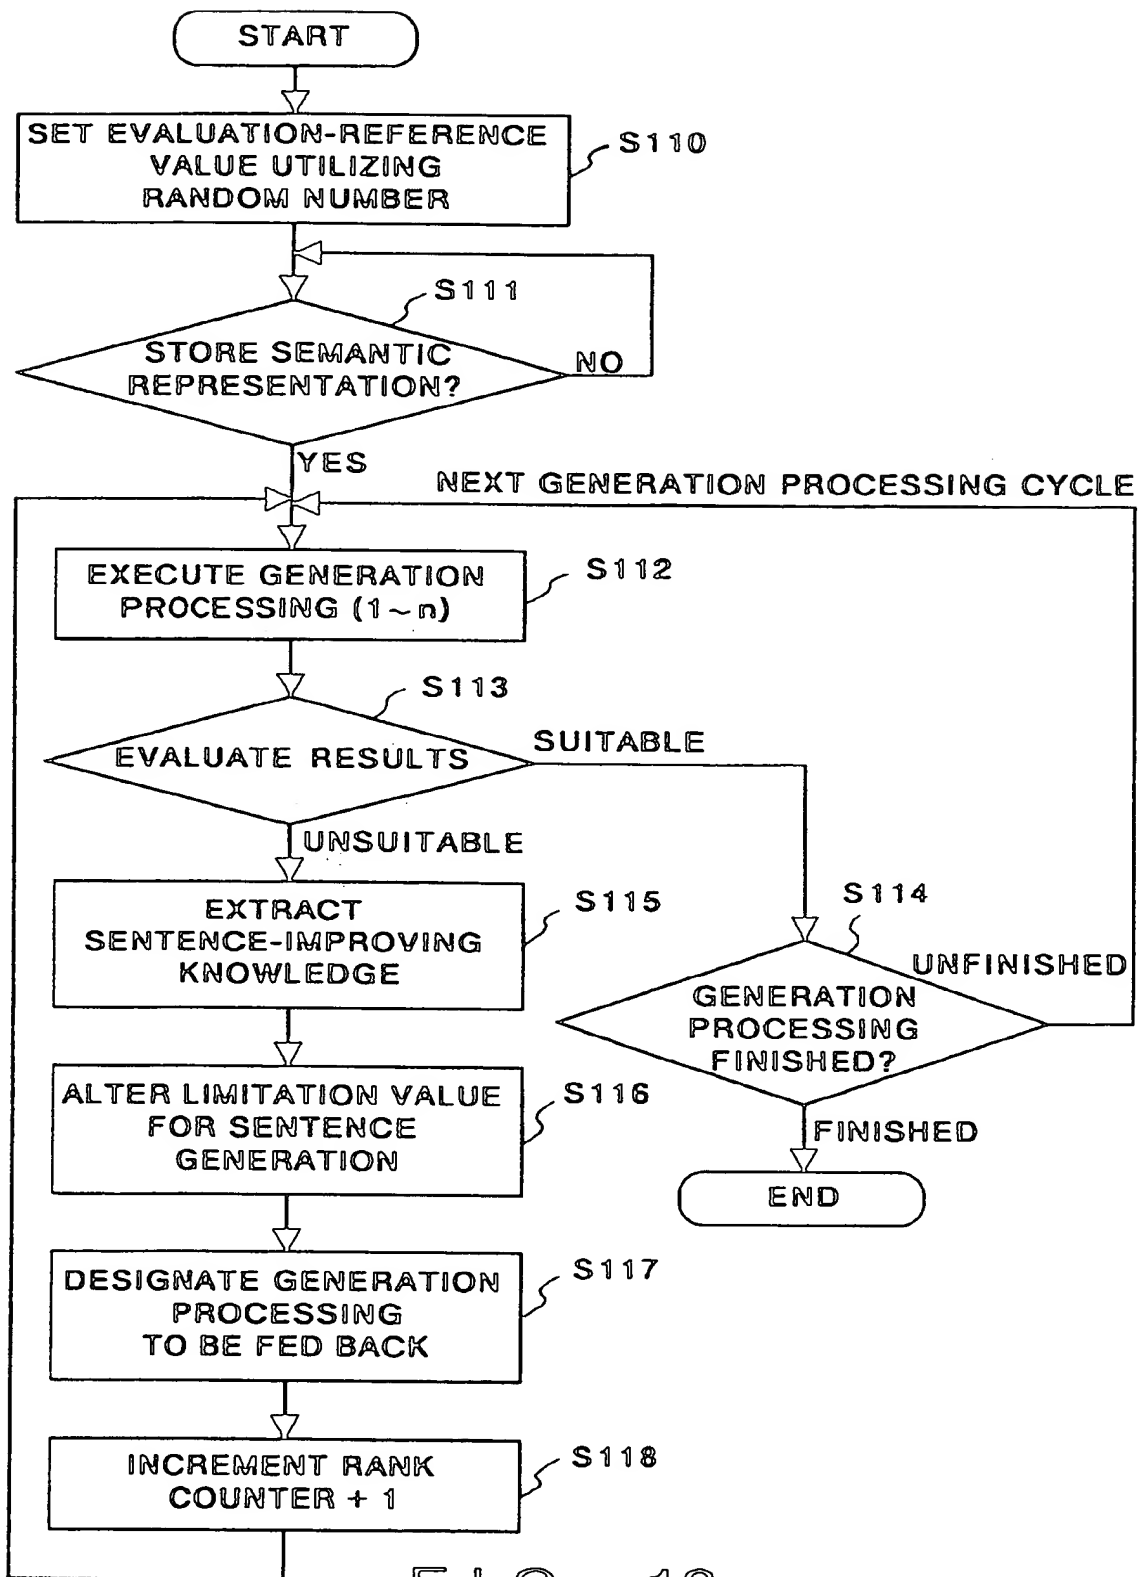 START
SET EVALUATION-REFERENCE
VALUE UTILIZING
RANDOM NUMBER
S110
S111
STORE SEMANTIC
REPRESENTATION?
NO
YES
NEXT GENERATION PROCESSING CYCLE
EXECUTE GENERATION
PROCESSING (1~n)
S112
S113
EVALUATE RESULTS
SUITABLE
UNSUITABLE
EXTRACT
SENTENCE-IMPROVING
KNOWLEDGE
S115
S114
UNFINISHED
GENERATION
PROCESSING
FINISHED?
ALTER LIMITATION VALUE
FOR SENTENCE
GENERATION
S116
FINISHED
END
DESIGNATE GENERATION
PROCESSING
TO BE FED BACK
S117
INCREMENT RANK
COUNTER + 1
S118